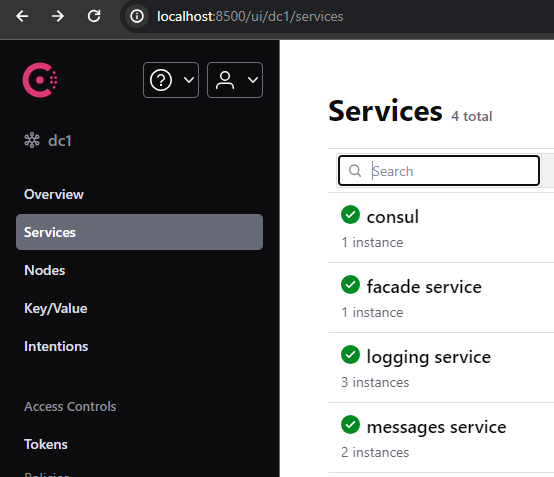 localhost:8500/ui/dc1/services
dc1
Overview
Services
Nodes
Key/Value
Intentions
Access Controls
Tokens
Policies
Services 4 total
Search
consul
1 instance
facade service
1 instance
logging service
3 instances
messages service
2 instances